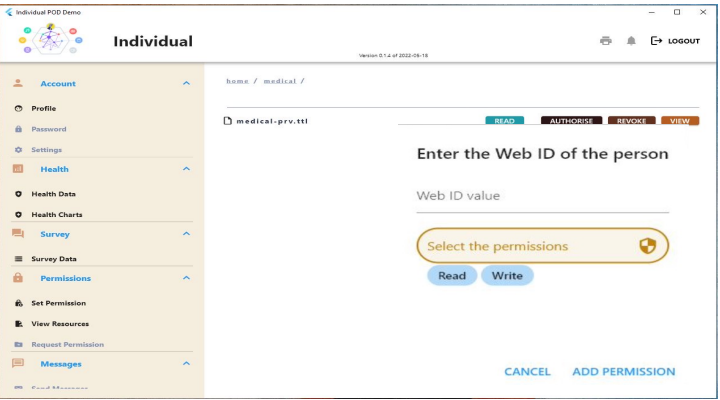 Individual POD Demo
Individual
LOGOUT
Version 0.1.4 of 2022-06-18
Account
Profile
Password
Settings
Health
Health Data
Health Charts
Survey
Survey Data
Permissions
Set Permission
View Resources
Request Permission
Messages
Send Messages
home / medical /
medical-prv.ttl
READ AUTHORISE REVOKE VIEW
Enter the Web ID of the person
Web ID value
Select the permissions
Read Write
CANCEL ADD PERMISSION